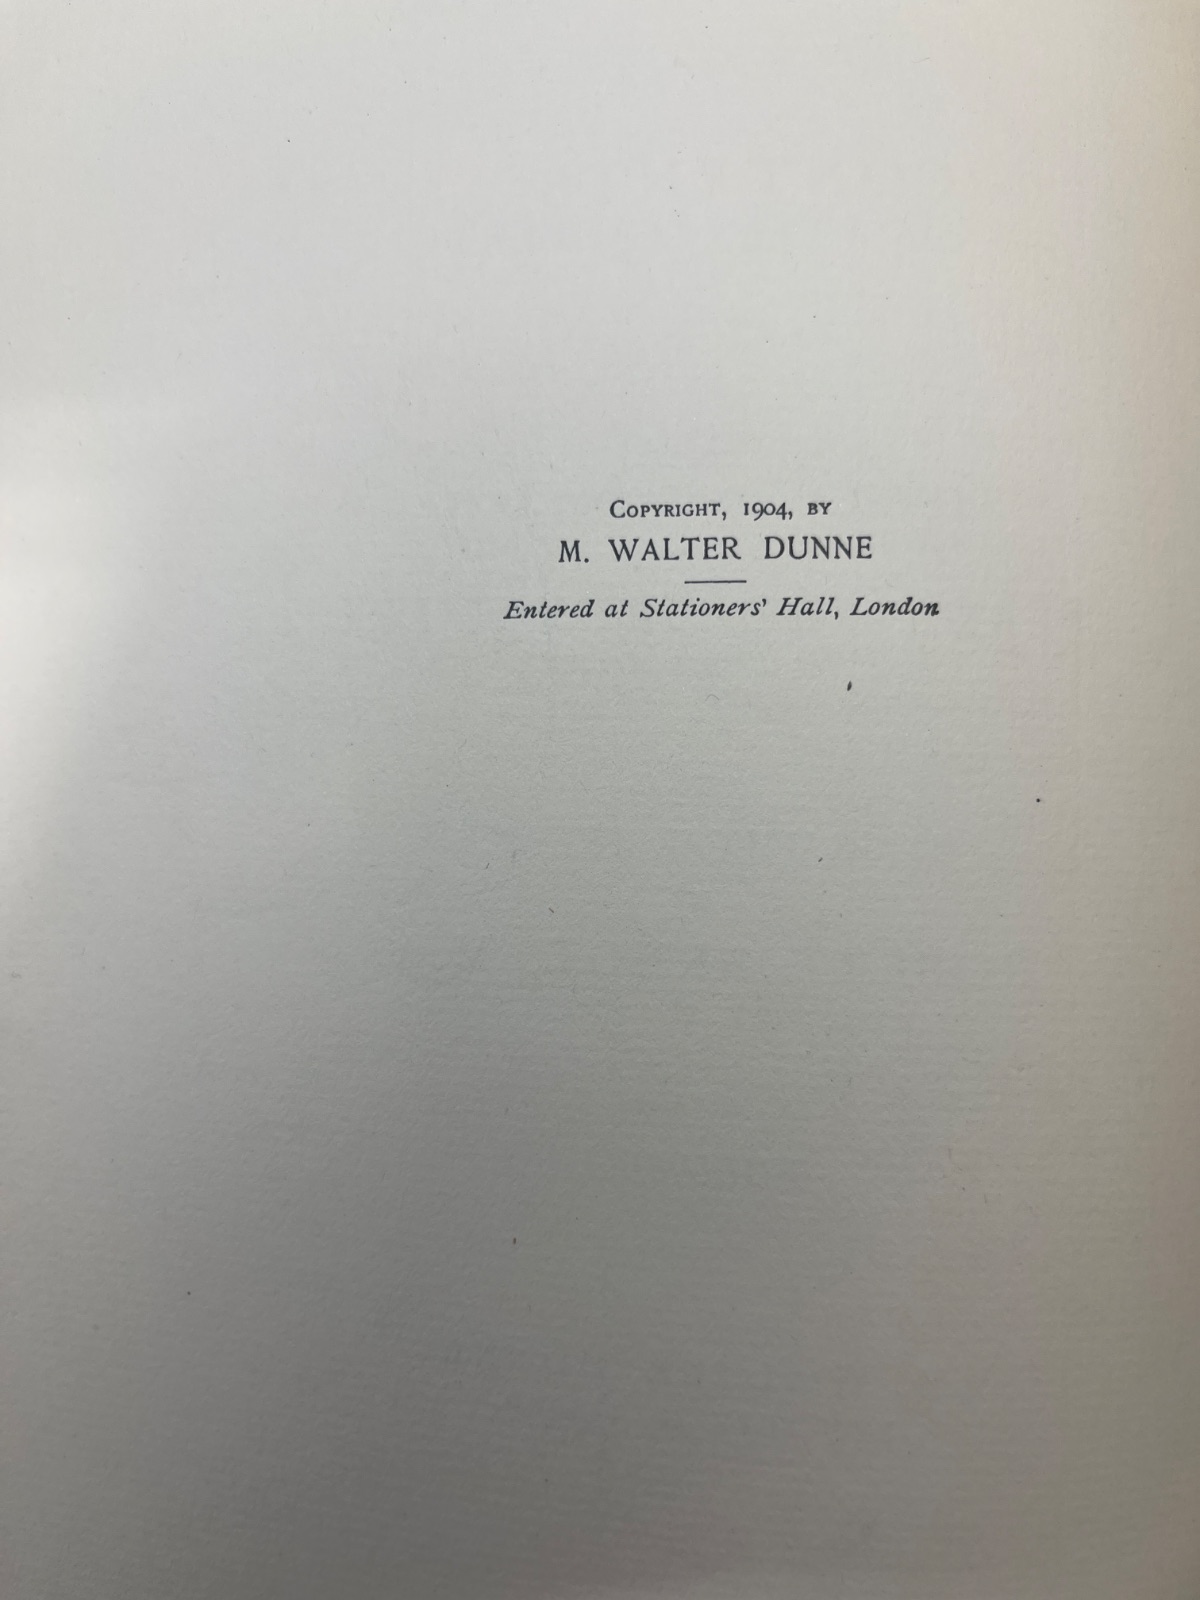 Copyright, 1904, by
M. WALTER DUNNE
Entered at Stationers' Hall, London